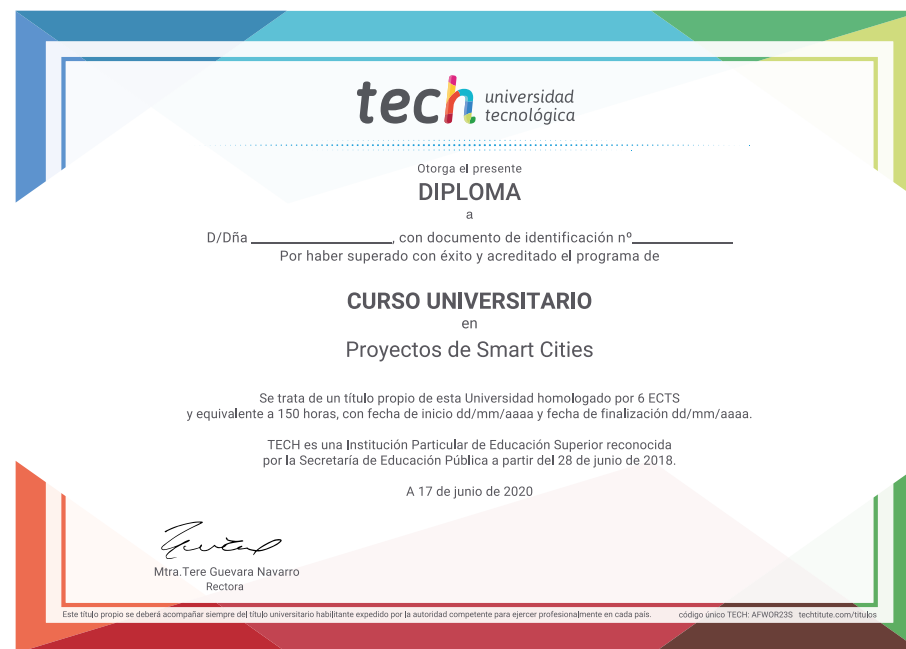 tech universidad
tecnológica
Otorga el presente
DIPLOMA
a
D/Dña ____________________, con documento de identificación nº______________
Por haber superado con éxito y acreditado el programa de
CURSO UNIVERSITARIO
en
Proyectos de Smart Cities
Se trata de un título propio de esta Universidad homologado por 6 ECTS
y equivalente a 150 horas, con fecha de inicio dd/mm/aaaa y fecha de finalización dd/mm/aaaa.
TECH es una Institución Particular de Educación Superior reconocida
por la Secretaría de Educación Pública a partir del 28 de junio de 2018.
A 17 de junio de 2020
Mtra.Tere Guevara Navarro
Rectora
Este título propio se deberá acompañar siempre del título universitario habilitante expedido por la autoridad competente para ejercer profesionalmente en cada país. código único TECH: AFWOR23S techtitute.com/titulos